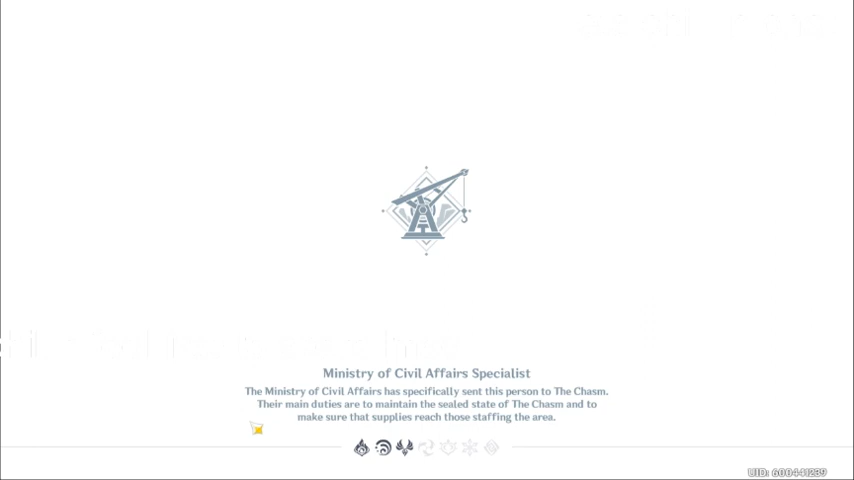 Ministry of Civil Affairs Specialist
The Ministry of Civil Affairs has specifically sent this person to The Chasm.
Their main duties are to maintain the sealed state of The Chasm and to
make sure that supplies reach those staffing the area.
UID: 600441239